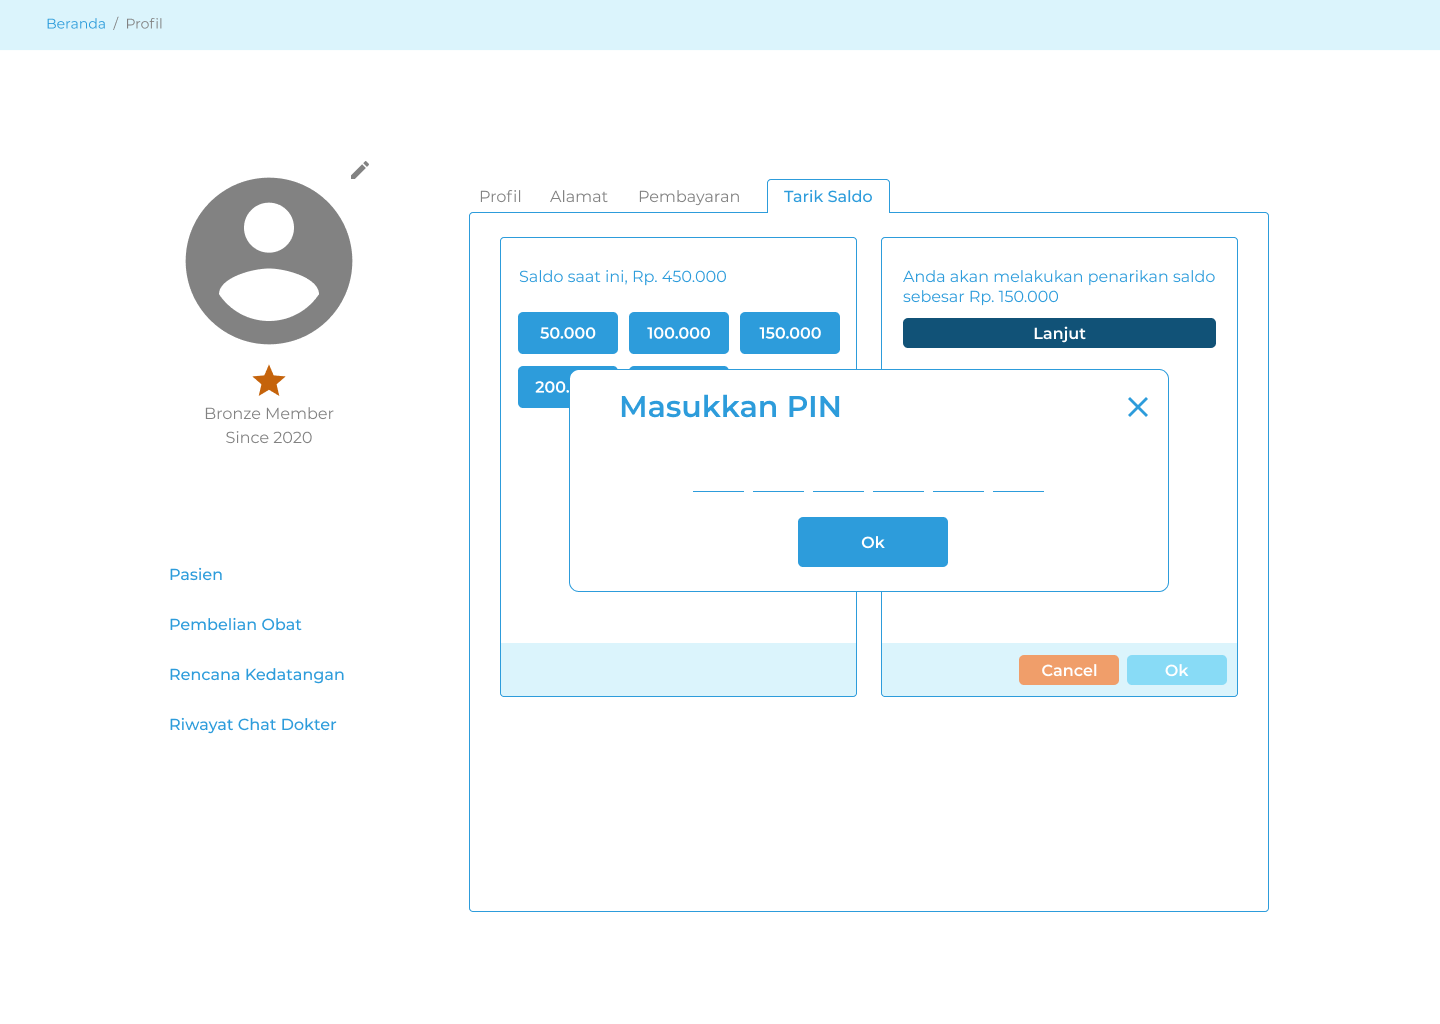 Beranda / Profil
Bronze Member
Since 2020
Pasien
Pembelian Obat
Rencana Kedatangan
Riwayat Chat Dokter
Profil Alamat Pembayaran Tarik Saldo
Saldo saat ini, Rp. 450.000
50.000 100.000 150.000
200.
Anda akan melakukan penarikan saldo
sebesar Rp. 150.000
Lanjut
Masukkan PIN
Ok
Cancel Ok